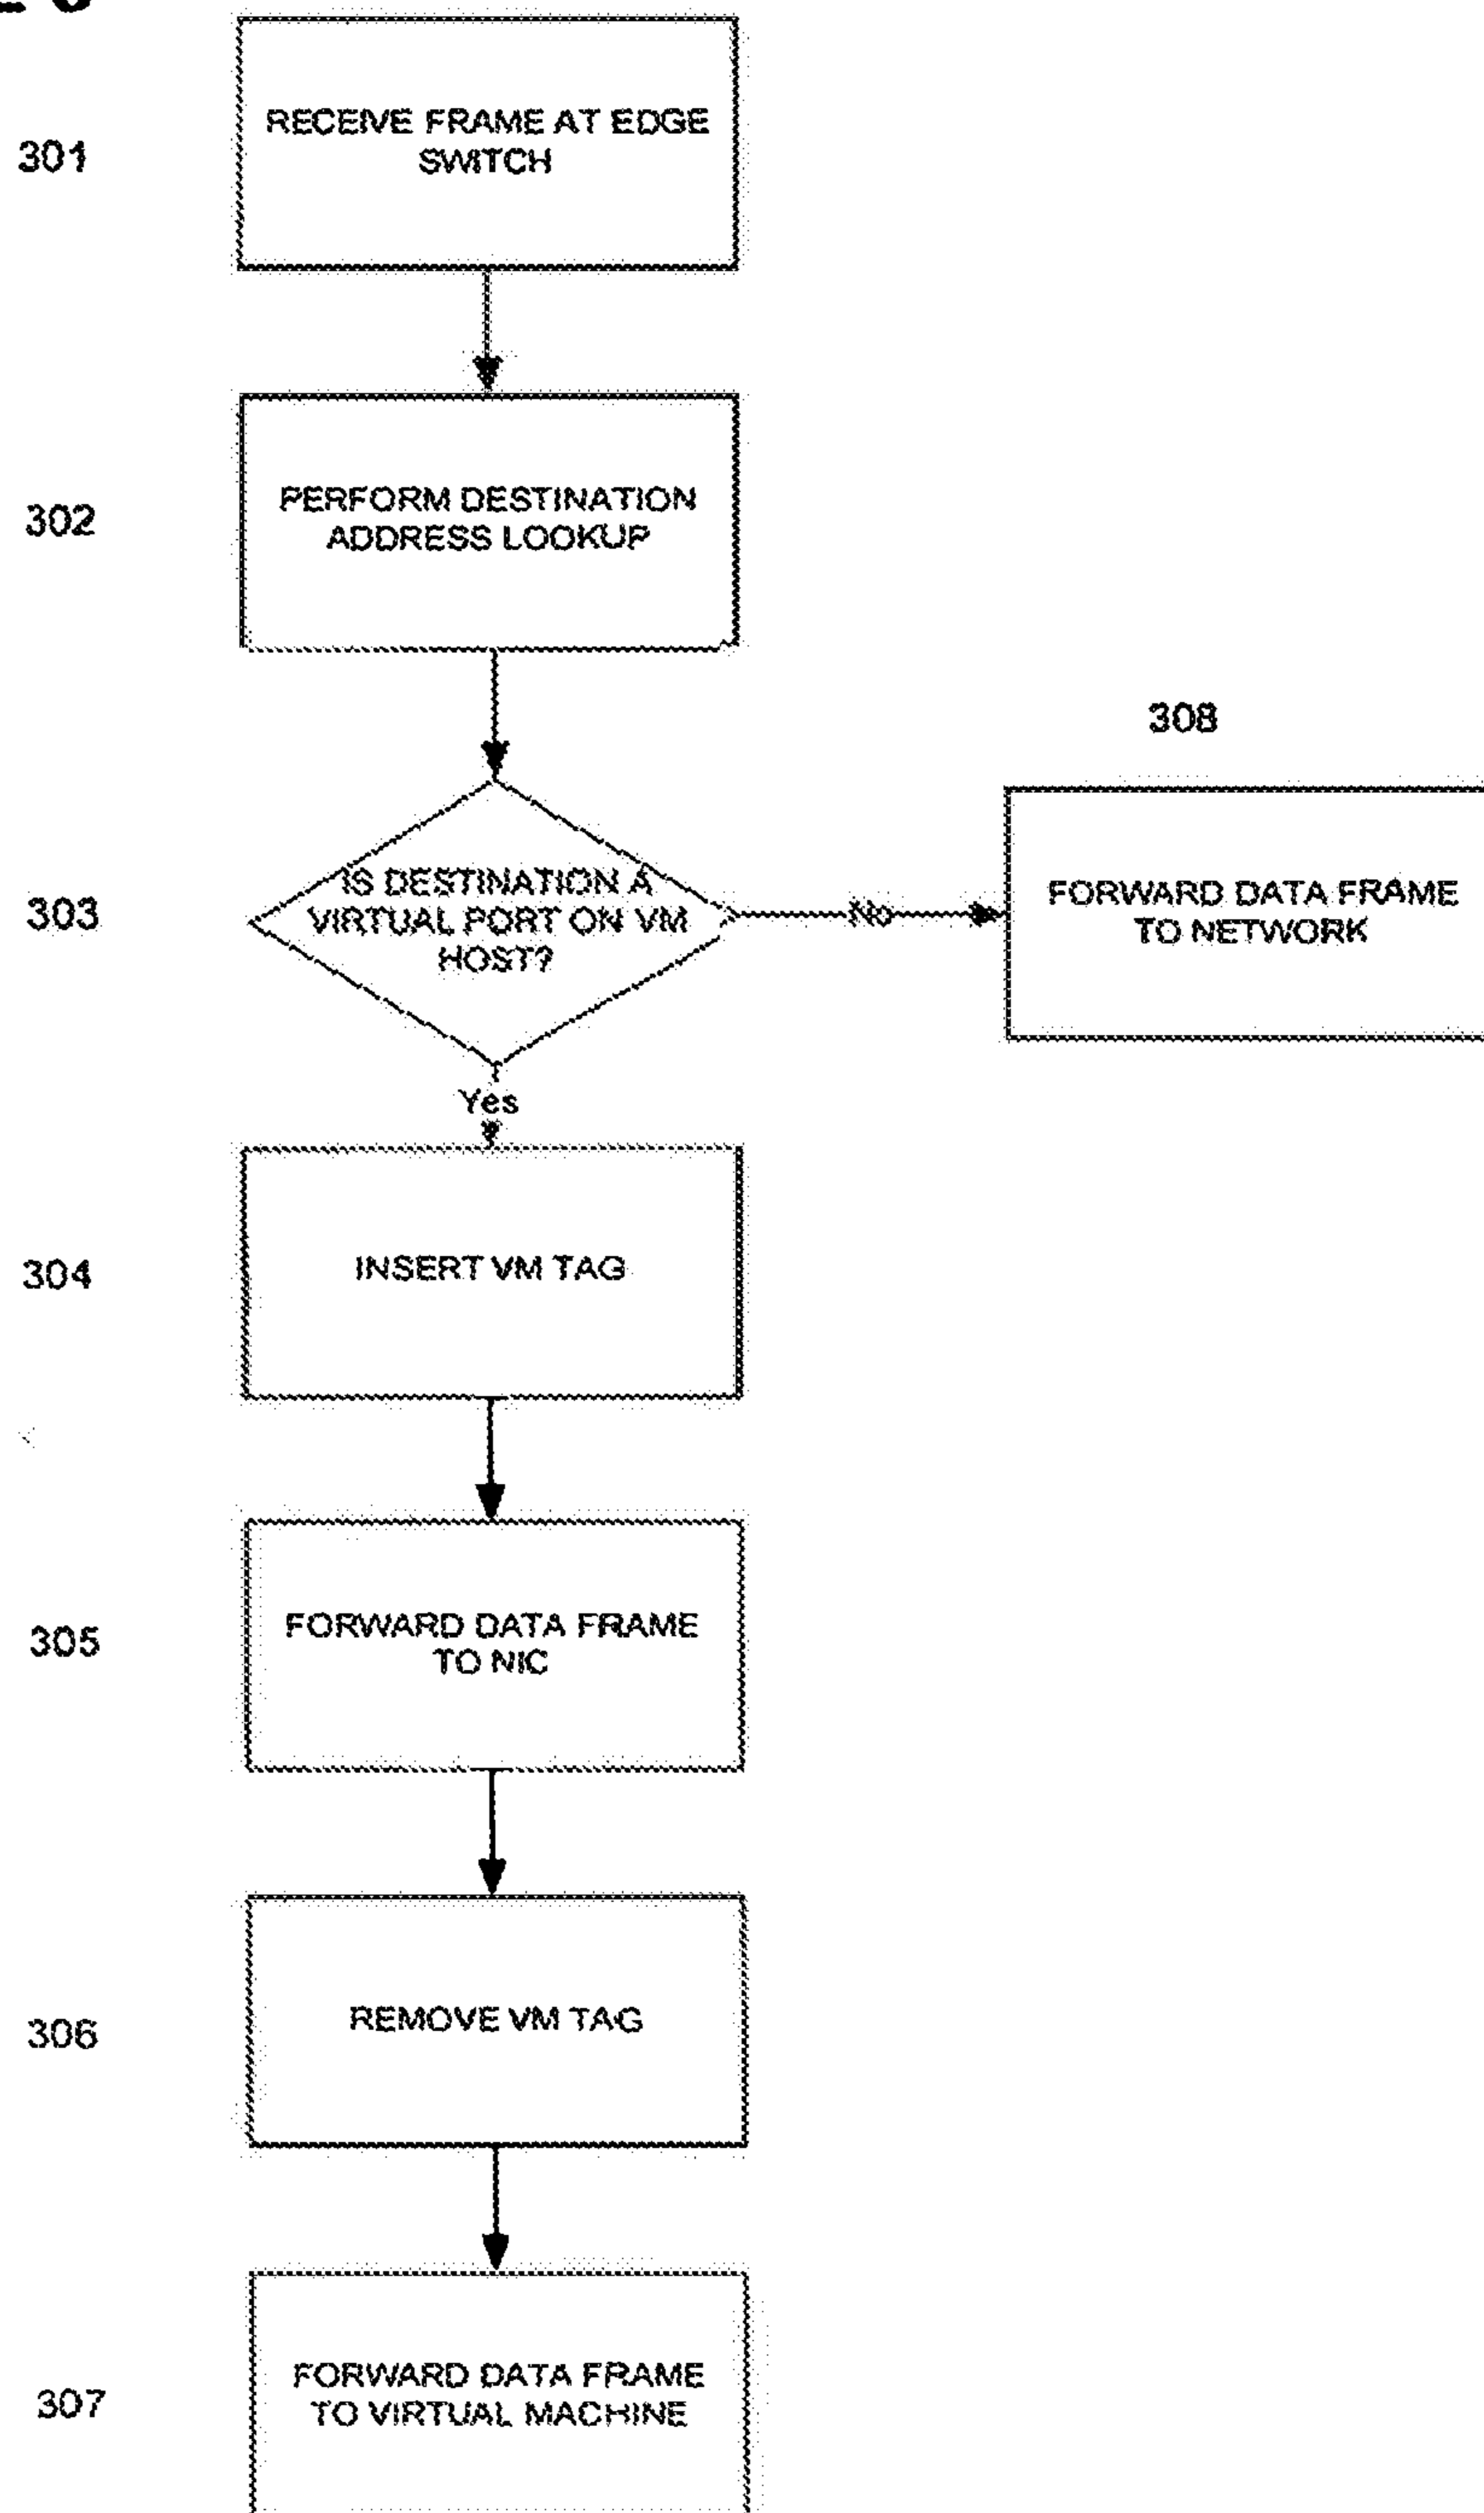 301
RECEIVE FRAME AT EDGE
SWITCH
302
PERFORM DESTINATION
ADDRESS LOOKUP
308
303
IS DESTINATION A
VIRTUAL PORT ON VM
HOST?
No
FORWARD DATA FRAME
TO NETWORK
Yes
304
INSERT VM TAG
305
FORWARD DATA FRAME
TO NIC
306
REMOVE VM TAG
307
FORWARD DATA FRAME
TO VIRTUAL MACHINE